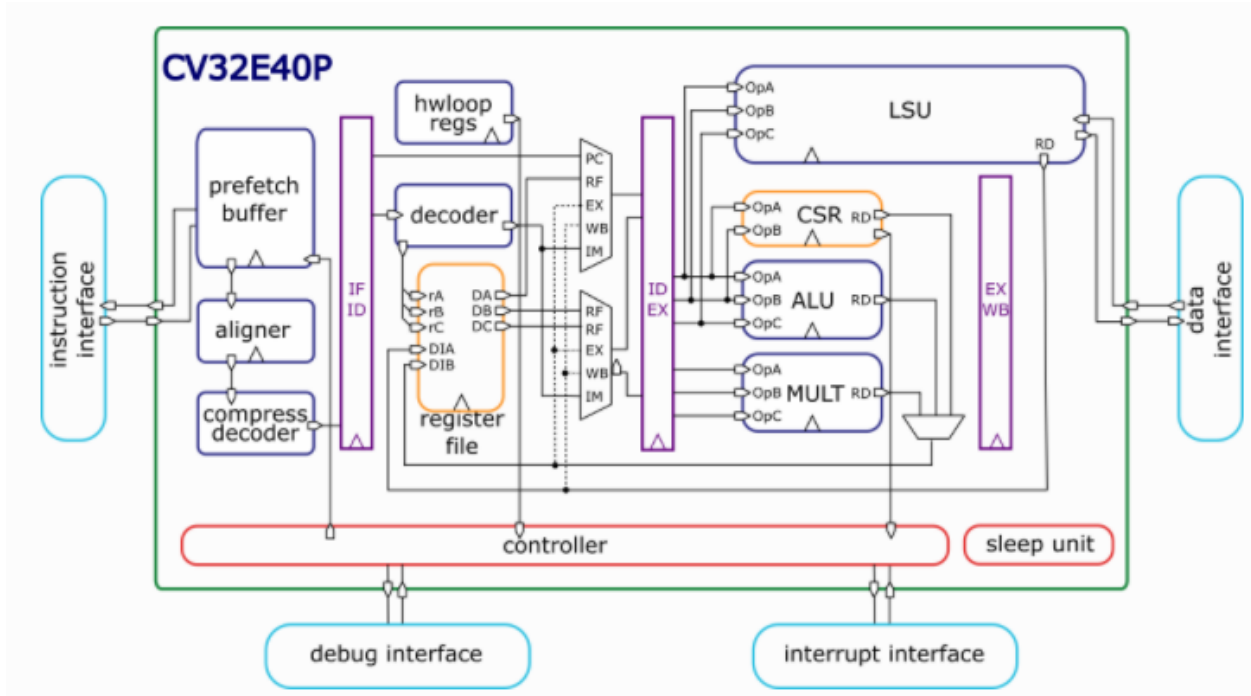 CV32E40P
hwloop
regs
prefetch
buffer
aligner
compress
decoder
instruction
interface
IF
ID
decoder
rA
rB
rC
DIA
DIB
DA
DB
DC
register
file
PC
RF
EX
WB
IM
RF
RF
EX
WB
IM
ID
EX
OpA
OpB
OpC
LSU
RD
OpA
OpB
CSR
RD
OpA
OpB
OpC
ALU
RD
OpA
OpB
OpC
MULT
RD
EX
WB
data
interface
controller
sleep unit
debug interface
interrupt interface